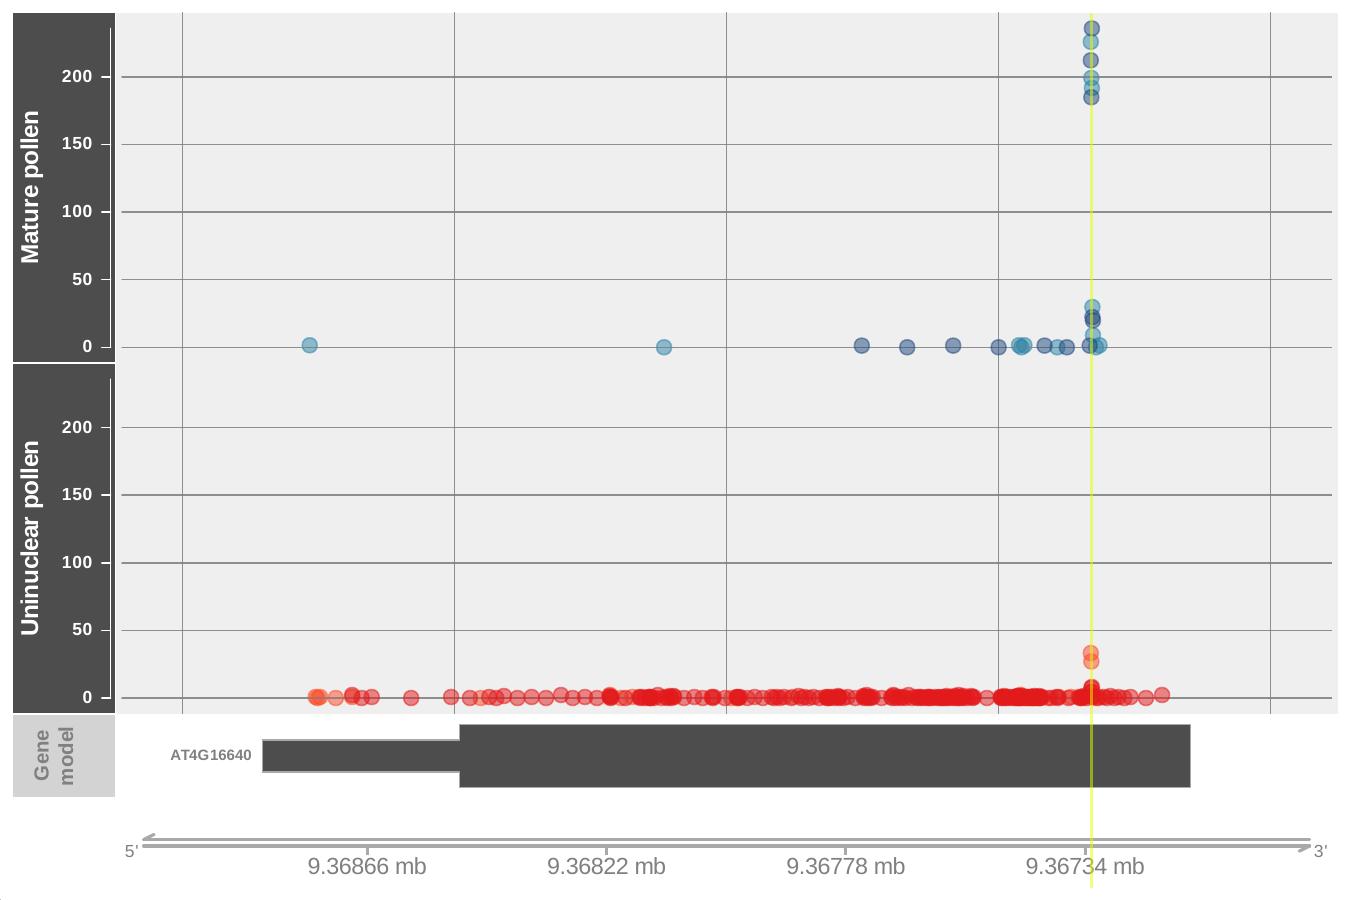 Mature pollen
200
150
100
50
0
Uninuclear pollen
200
150
100
50
0
Gene
model
AT4G16640
5'
3'
9.36866 mb
9.36822 mb
9.36778 mb
9.36734 mb